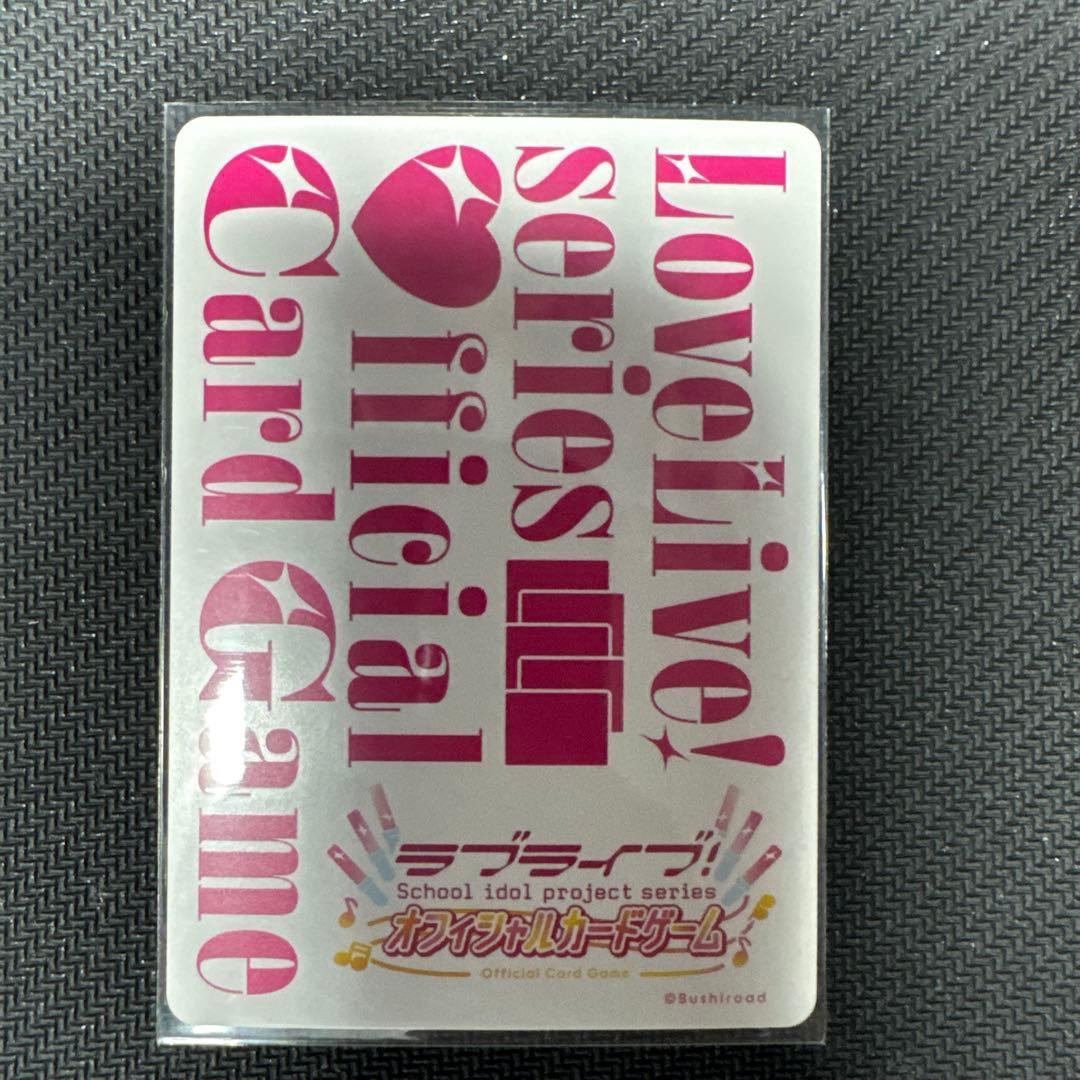 LoveLive!
series
Official
Card Game
ラブライブ!
School idol project series
オフィシャルカードゲーム
Official Card Game
©Bushiroad